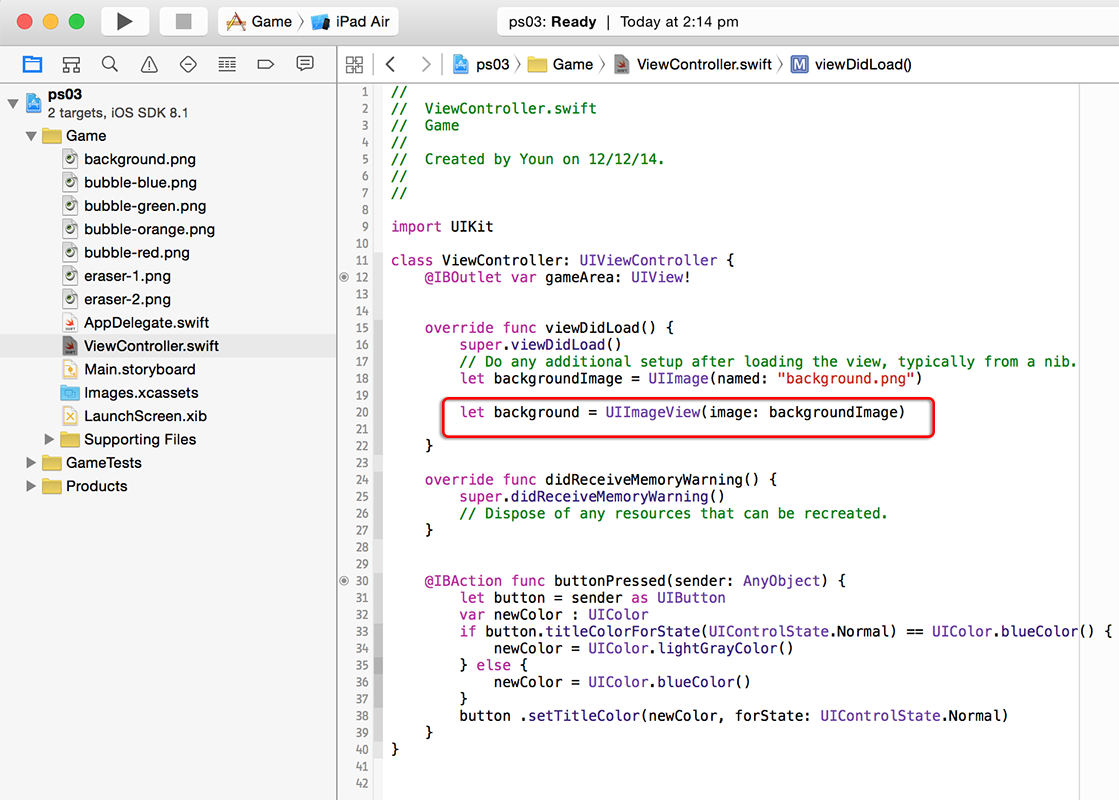 Game
iPad Air
ps03: Ready | Today at 2:14 pm
ps03
Game
ViewController.swift
M
viewDidLoad()
ps03
2 targets, iOS SDK 8.1
Game
background.png
bubble-blue.png
bubble-green.png
bubble-orange.png
bubble-red.png
eraser-1.png
eraser-2.png
AppDelegate.swift
ViewController.swift
Main.storyboard
Images.xcassets
LaunchScreen.xib
Supporting Files
GameTests
Products
1 //
2 //  ViewController.swift
3 //  Game
4 //
5 //  Created by Youn on 12/12/14.
6 //
7 //
8
9 import UIKit
10
11 class ViewController: UIViewController {
12     @IBOutlet var gameArea: UIView!
13
14
15     override func viewDidLoad() {
16         super.viewDidLoad()
17         // Do any additional setup after loading the view, typically from a nib.
18         let backgroundImage = UIImage(named: "background.png")
19
20         let background = UIImageView(image: backgroundImage)
21
22     }
23
24     override func didReceiveMemoryWarning() {
25         super.didReceiveMemoryWarning()
26         // Dispose of any resources that can be recreated.
27     }
28
29
30     @IBAction func buttonPressed(sender: AnyObject) {
31         let button = sender as UIButton
32         var newColor : UIColor
33         if button.titleColorForState(UIControlState.Normal) == UIColor.blueColor() {
34             newColor = UIColor.lightGrayColor()
35         } else {
36             newColor = UIColor.blueColor()
37         }
38         button .setTitleColor(newColor, forState: UIControlState.Normal)
39     }
40 }
41
42